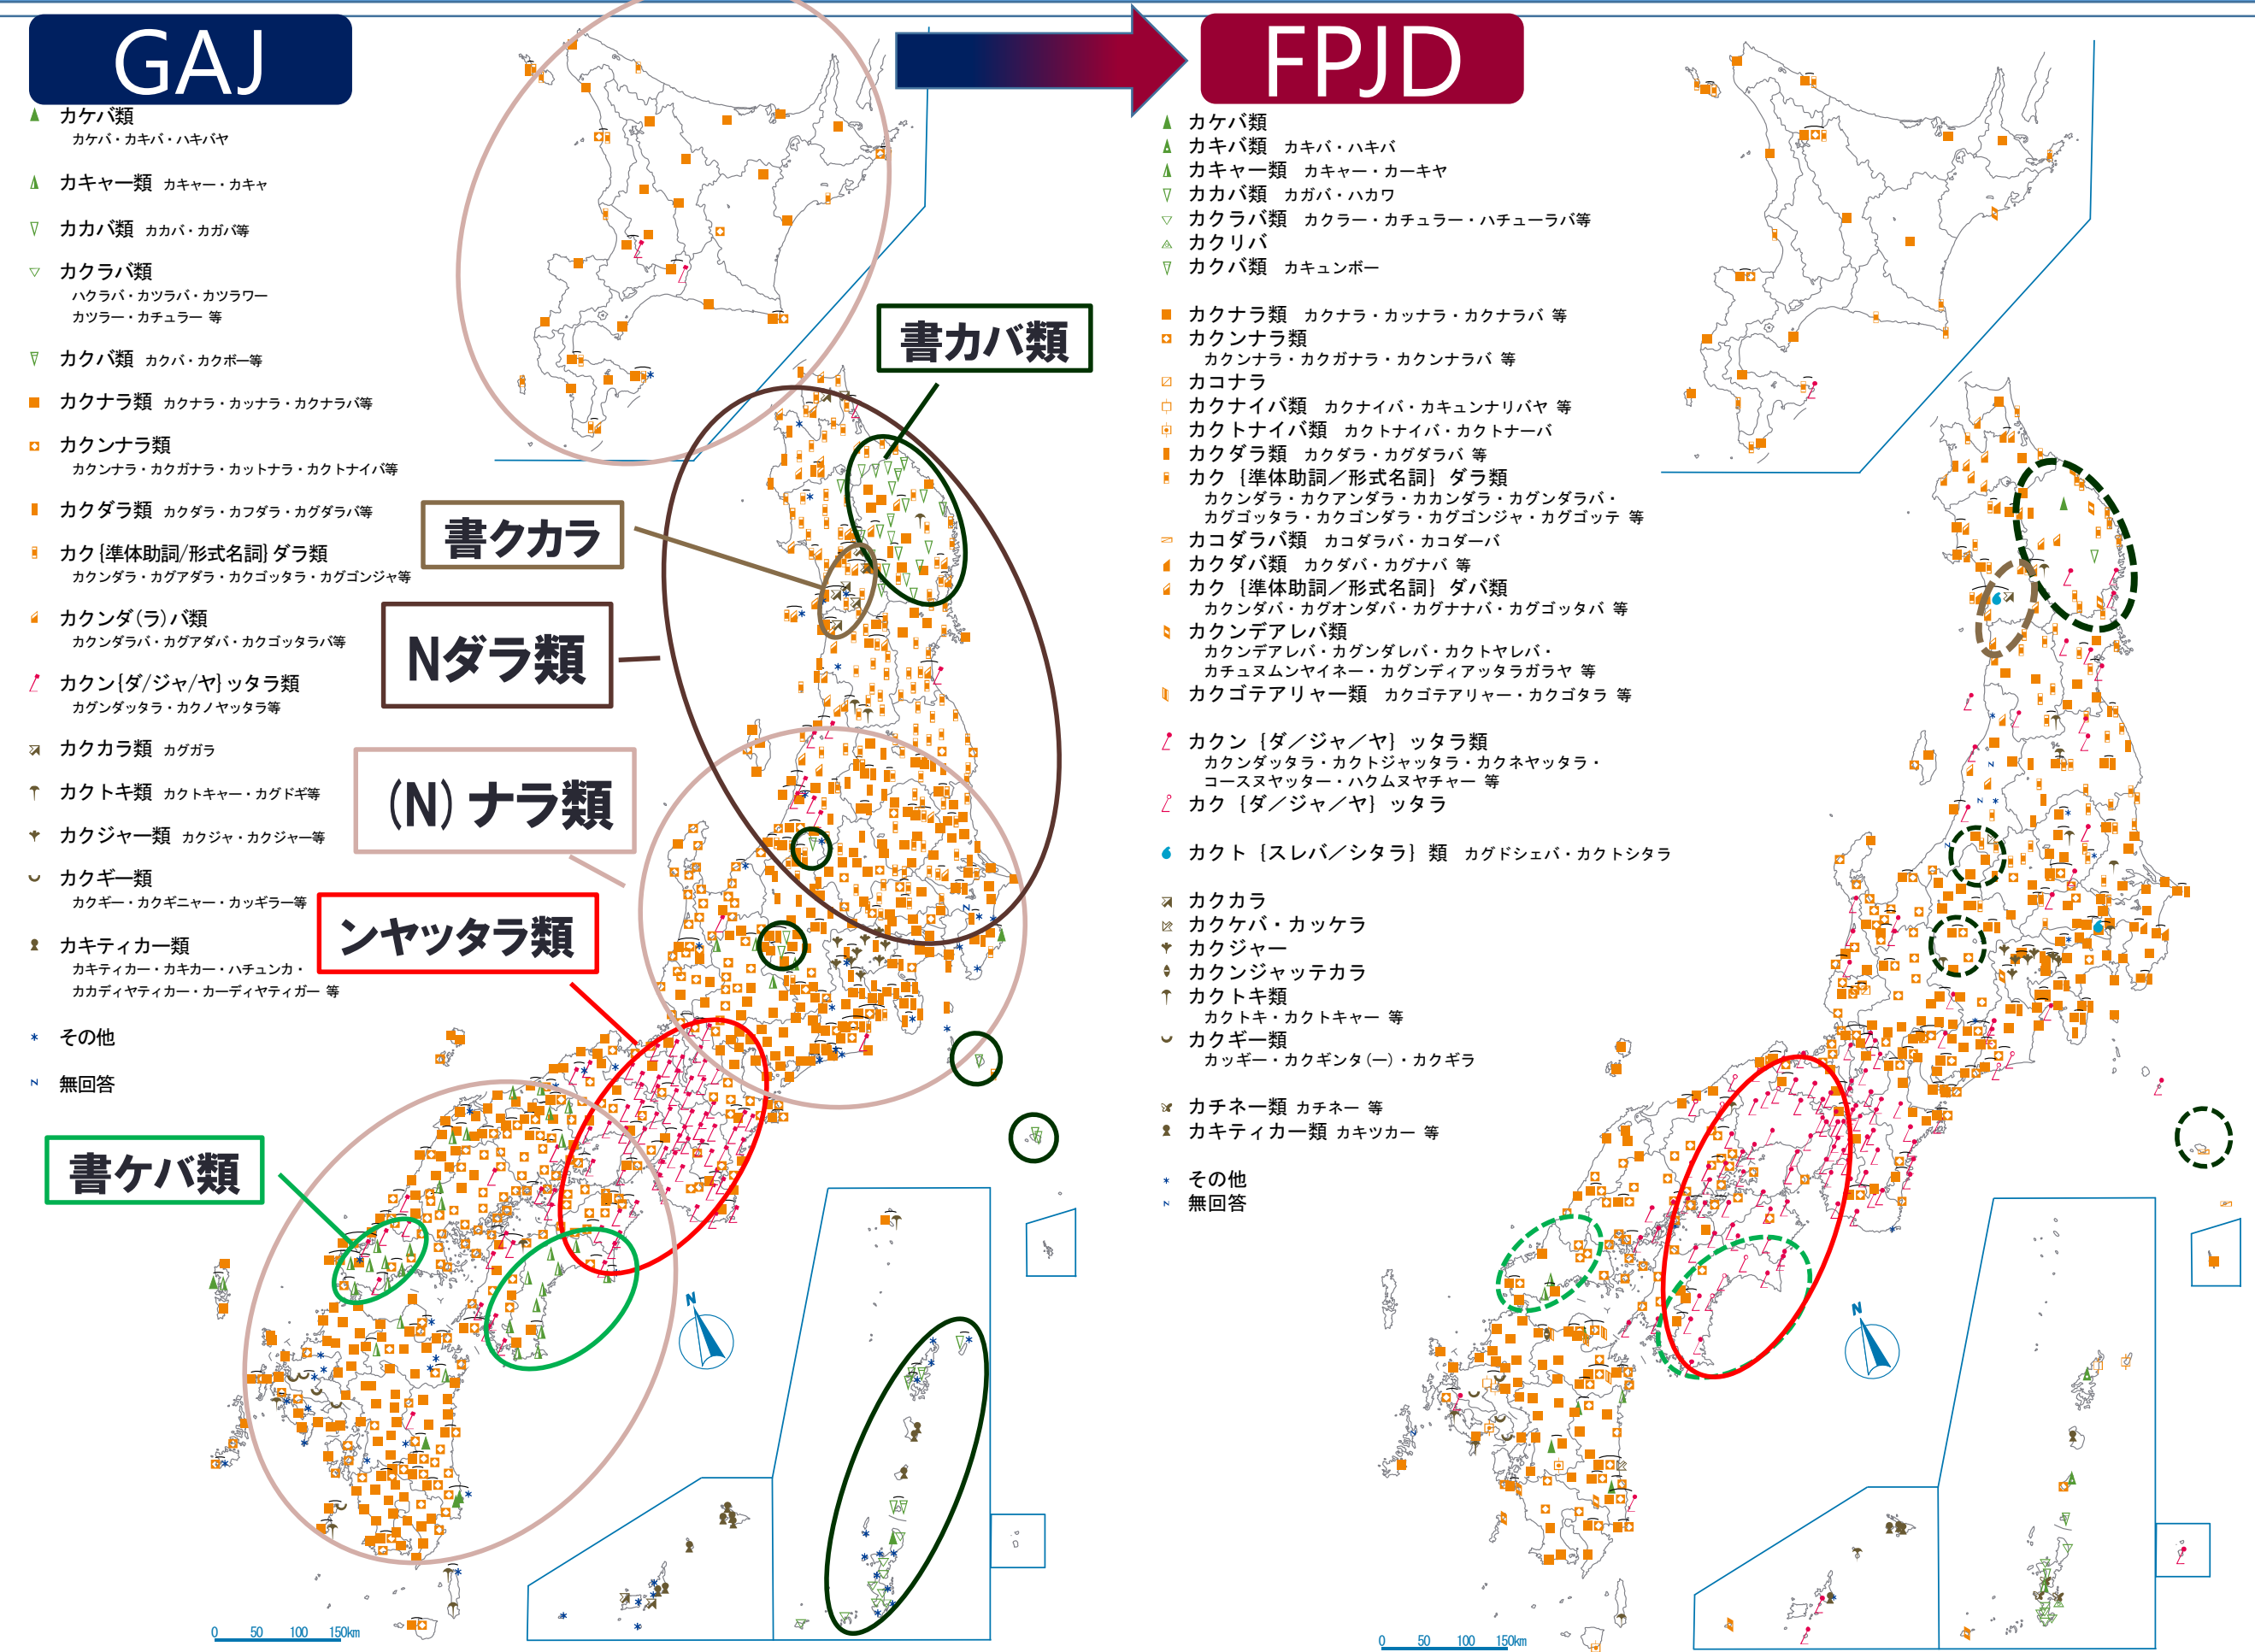 GAJ
カケバ類
カケバ・カキバ・ハキバヤ
カキャー類 カキャー・カキャ
カカバ類 カカバ・カガバ等
カクラバ類
ハクラバ・カツラバ・カツラワー
カツラー・カチュラー 等
カクバ類 カクバ・カクボー等
カクナラ類 カクナラ・カッナラ・カクナラバ等
カクンナラ類
カクンナラ・カクガナラ・カットナラ・カクトナイバ等
カクダラ類 カクダラ・カフダラ・カグダラバ等
カク{準体助詞/形式名詞}ダラ類
カクンダラ・カグアダラ・カクゴッタラ・カグゴンジャ等
カクンダ(ラ)バ類
カクンダラバ・カグアダバ・カクゴッタラバ等
カクン{ダ/ジャ/ヤ}ッタラ類
カグンダッタラ・カクノヤッタラ等
カクカラ類 カグガラ
カクトキ類 カクトキャー・カグドギ等
カクジャー類 カクジャ・カクジャー等
カクギー類
カクギー・カクギニャー・カッギラー等
カキティカー類
カキティカー・カキカー・ハチュンカ・
カカディヤティカー・カーディヤティガー 等
その他
無回答
書カバ類
書クカラ
Nダラ類
(N)ナラ類
ンヤッタラ類
書ケバ類
N
0 50 100 150km
FPJD
カケバ類
カキバ類 カキバ・ハキバ
カキャー類 カキャー・カーキヤ
カカバ類 カガバ・ハカワ
カクラバ類 カクラー・カチュラー・ハチューラバ等
カクリバ
カクバ類 カキュンボー
カクナラ類 カクナラ・カッナラ・カクナラバ 等
カクンナラ類
カクンナラ・カクガナラ・カクンナラバ 等
カコナラ
カクナイバ類 カクナイバ・カキュンナリバヤ 等
カクトナイバ類 カクトナイバ・カクトナーバ
カクダラ類 カクダラ・カグダラバ 等
カク{準体助詞/形式名詞}ダラ類
カクンダラ・カクアンダラ・カカンダラ・カグンダラバ・
カグゴッタラ・カクゴンダラ・カグゴンジャ・カグゴッテ 等
カコダラバ類 カコダラバ・カコダーバ
カクダバ類 カクダバ・カグナバ 等
カク{準体助詞/形式名詞}ダバ類
カクンダバ・カグオンダバ・カグナナバ・カグゴッタバ 等
カクンデアレバ類
カクンデアレバ・カグンダレバ・カクトヤレバ・
カチュヌムンヤイネー・カグンディアッタラガラヤ 等
カクゴテアリャー類 カクゴテアリャー・カクゴタラ 等
カクン{ダ/ジャ/ヤ}ッタラ類
カクンダッタラ・カクトジャッタラ・カクネヤッタラ・
コースヌヤッター・ハクムヌヤチャー 等
カク{ダ/ジャ/ヤ}ッタラ
カクト{スレバ/シタラ}類 カグドシェバ・カクトシタラ
カクカラ
カクケバ・カッケラ
カクジャー
カクンジャッテカラ
カクトキ類
カクトキ・カクトキャー 等
カクギー類
カッギー・カクギンタ(ー)・カクギラ
カチネー類 カチネー 等
カキティカー類 カキツカー 等
その他
無回答
N
0 50 100 150km